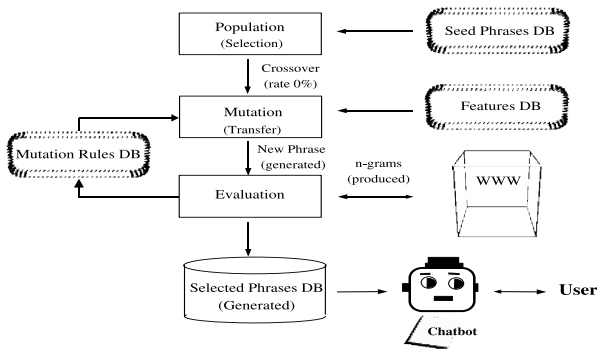 Population
(Selection)
Seed Phrases DB
Crossover
(rate 0%)
Mutation
(Transfer)
Features DB
Mutation Rules DB
New Phrase
(generated)
n-grams
(produced)
WWW
Evaluation
Selected Phrases DB
(Generated)
User
Chatbot